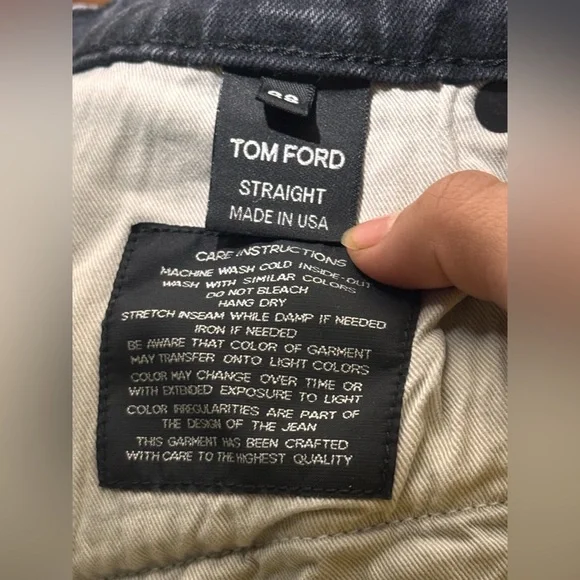 TOM FORD
STRAIGHT
MADE IN USA
CARE INSTRUCTIONS
MACHINE WASH COLD INSIDE-OUT
WASH WITH SIMILAR COLORS
DO NOT BLEACH
HANG DRY
STRETCH INSEAM WHILE DAMP IF NEEDED
IRON IF NEEDED
BE AWARE THAT COLOR OF GARMENT
MAY TRANSFER ONTO LIGHT COLORS
COLOR MAY CHANGE OVER TIME OR
WITH EXTENDED EXPOSURE TO LIGHT
COLOR IRREGULARITIES ARE PART OF
THE DESIGN OF THE JEAN
THIS GARMENT HAS BEEN CRAFTED
WITH CARE TO THE HIGHEST QUALITY